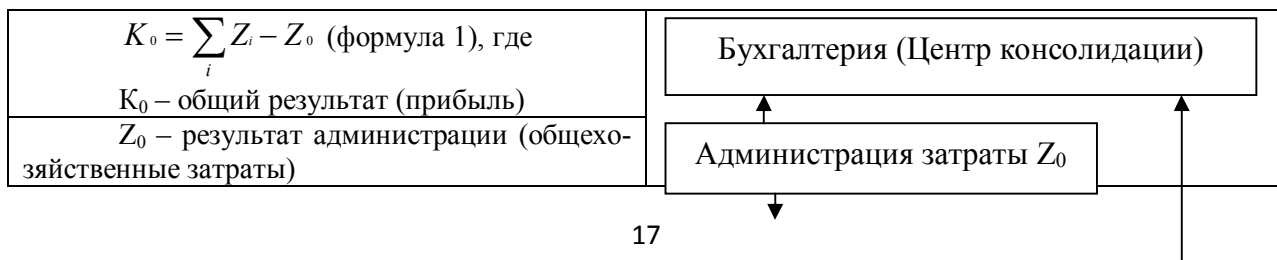 K₀ = ∑ Zᵢ − Z₀ (формула 1), где
i
К₀ – общий результат (прибыль)
Z₀ – результат администрации (общехо-
зяйственные затраты)
Бухгалтерия (Центр консолидации)
Администрация затраты Z₀
17